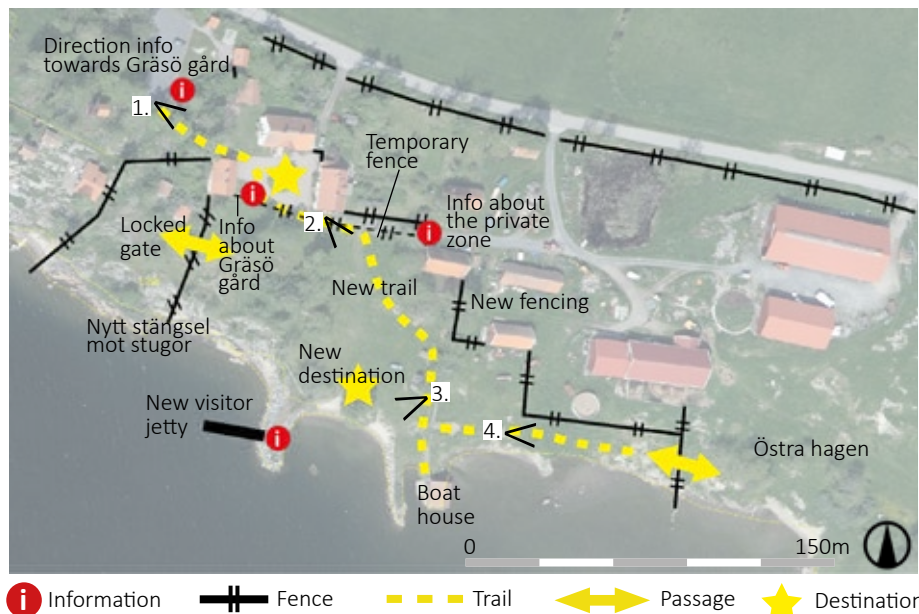 Direction info
towards Gräsö gård
i
1.
Temporary
fence
i
Info about
the private
zone
i
2.
Locked
gate
Info
about
Gräsö
gård
New trail
New fencing
Nytt stängsel
mot stugor
New
destination
3.
New visitor
jetty
i
4.
Östra hagen
Boat
house
0
150m
i Information
Fence
Trail
Passage
Destination